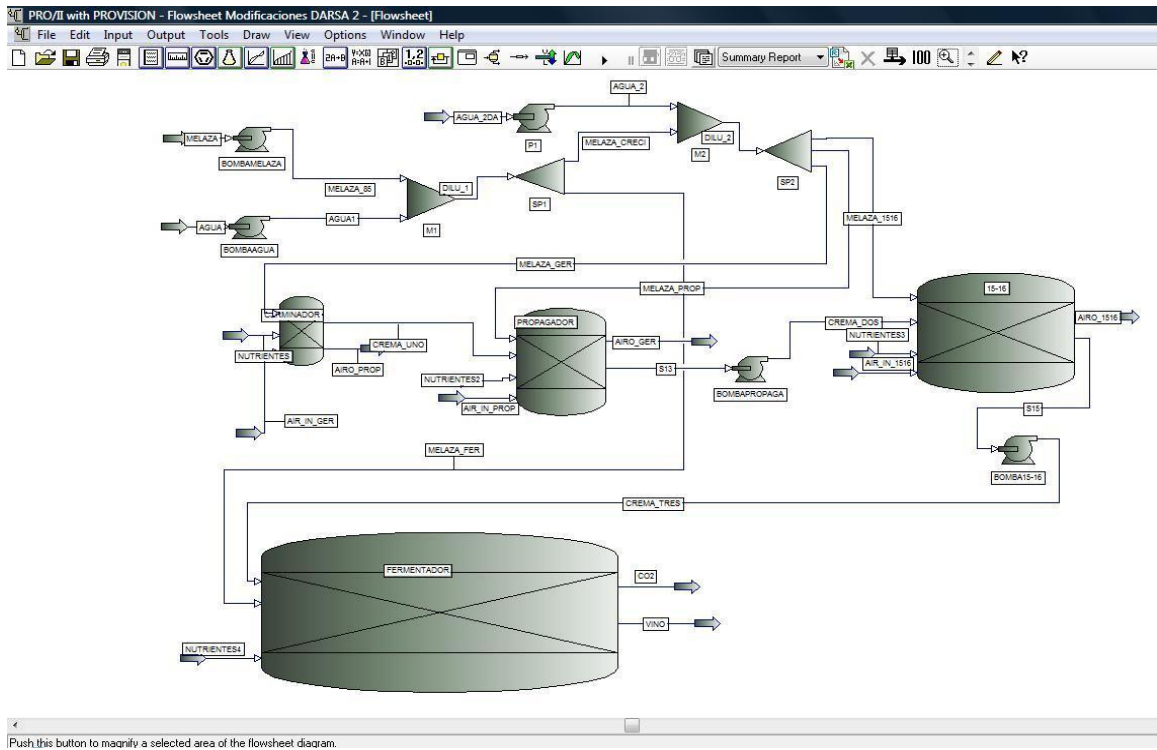 PRO/II with PROVISION - Flowsheet Modificaciones DARSA 2 - [Flowsheet]
File Edit Input Output Tools Draw View Options Window Help
Summary Report
AGUA_2
AGUA_2DA
P1
MELAZA
BOMBAMELAZA
MELAZA_CRECI
M2
DILU_2
SP2
MELAZA_85
DILU_1
SP1
M1
AGUA
AGUA1
BOMBAAGUA
MELAZA_1516
MELAZA_GER
MELAZA_PROP
15-16
PROPAGADOR
CREMA_DOS
AIRO_1516
NUTRIENTES
CREMA_UNO
AIRO_PROP
AIRO_GER
NUTRIENTES3
AIR_IN_1516
S13
NUTRIENTES2
BOMBAPROPAGA
AIR_IN_PROP
AIR_IN_GER
S15
MELAZA_FER
BOMBA15-16
CREMA_TRES
FERMENTADOR
CO2
VINO
NUTRIENTES4
Push this button to magnify a selected area of the flowsheet diagram.